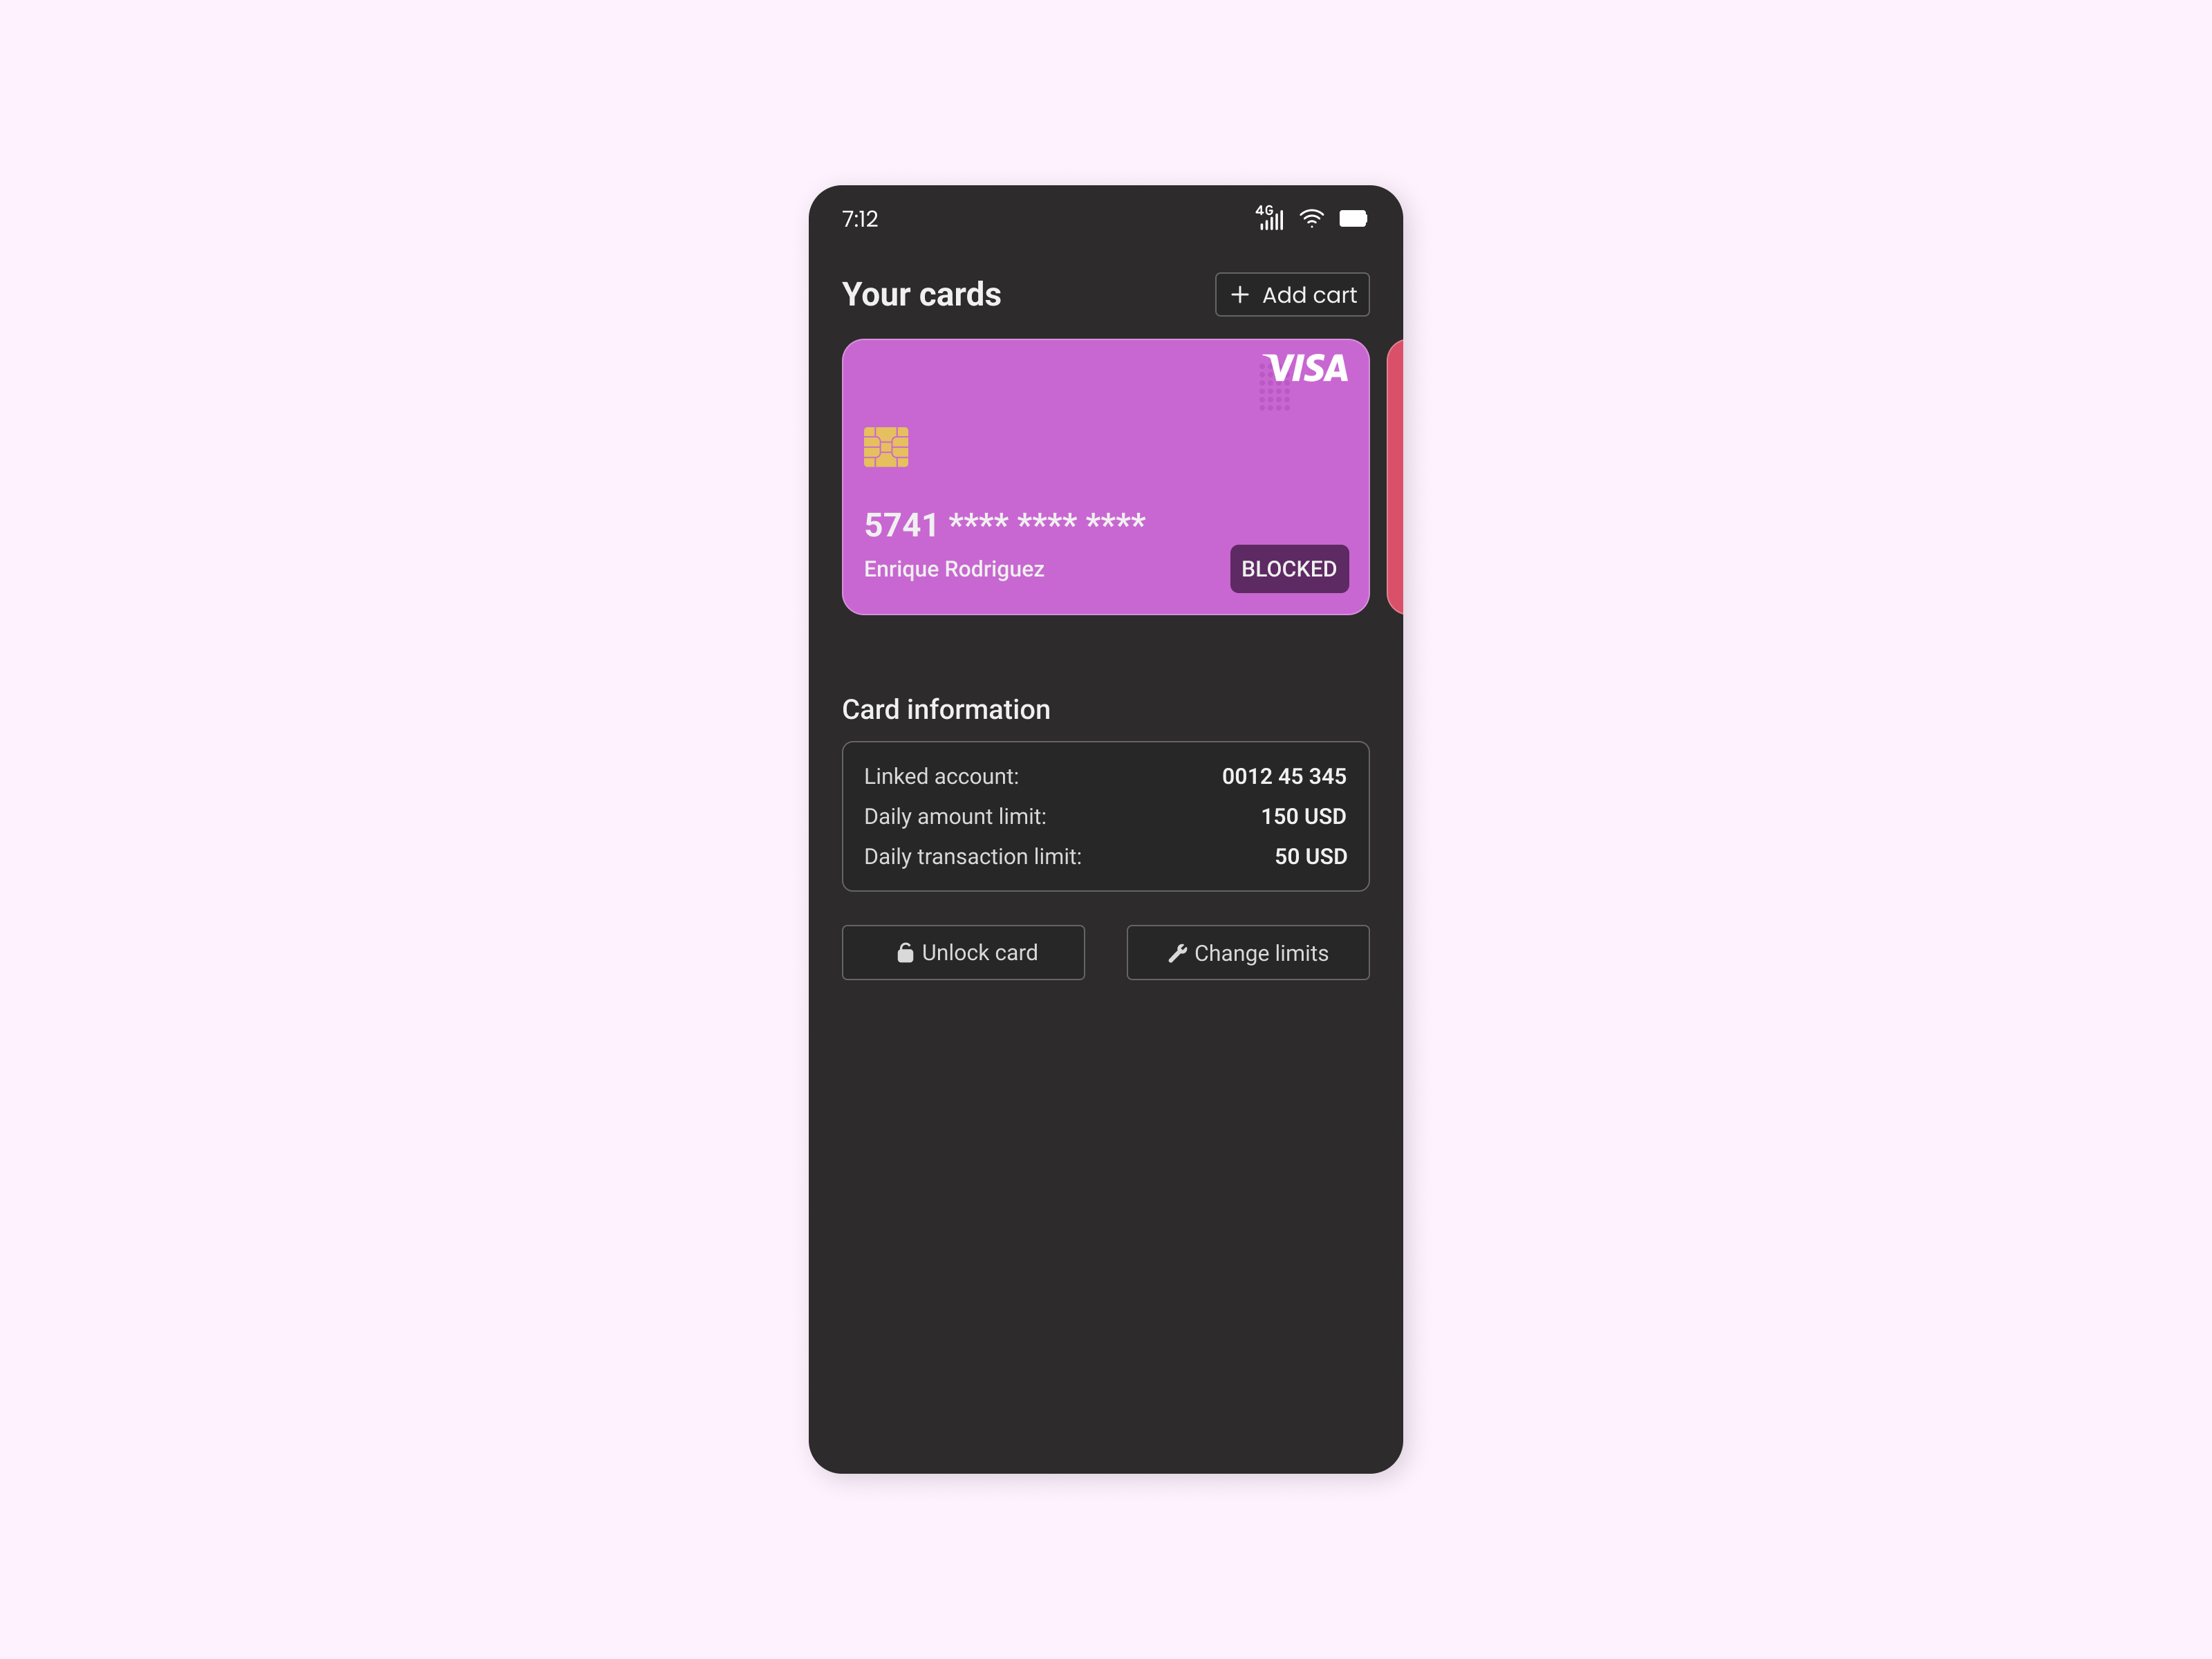 7:12
4G
Your cards
+ Add cart
VISA
5741 **** **** ****
Enrique Rodriguez
BLOCKED
Card information
Linked account: 0012 45 345
Daily amount limit: 150 USD
Daily transaction limit: 50 USD
Unlock card
Change limits